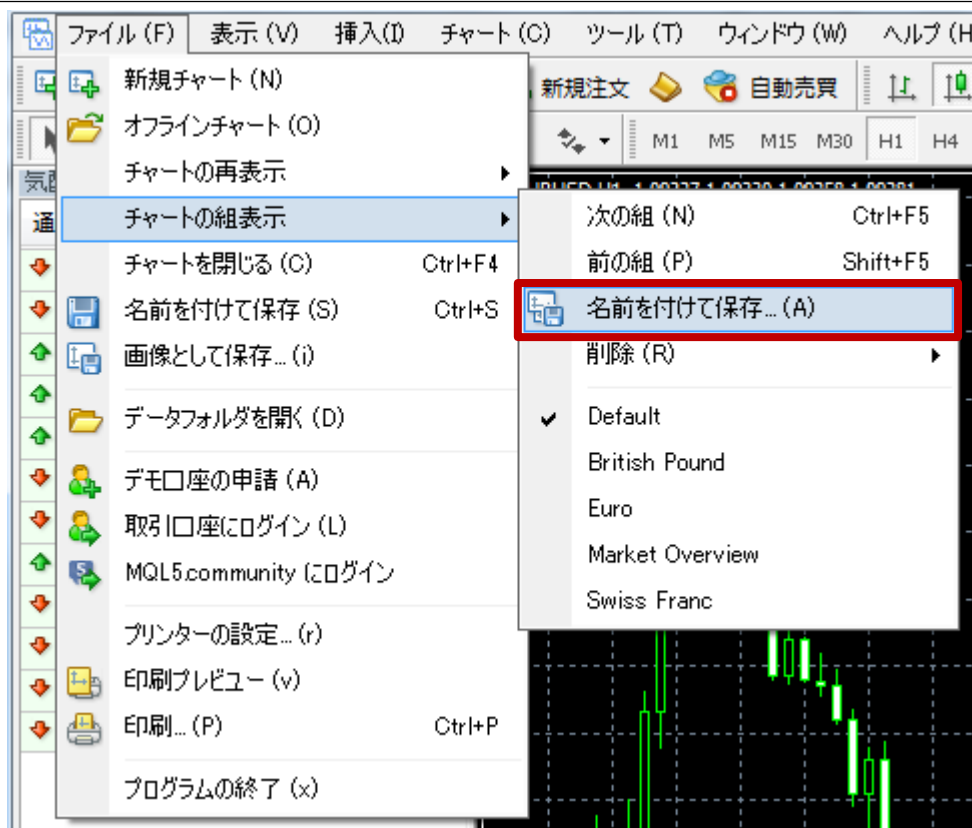 ファイル (F) 表示 (V) 挿入(I) チャート (C) ツール (T) ウィンドウ (W) ヘルプ (H
新規チャート (N)
オフラインチャート (O)
チャートの再表示
チャートの組表示
チャートを閉じる (C) Ctrl+F4
名前を付けて保存 (S) Ctrl+S
画像として保存... (i)
データフォルダを開く (D)
デモ口座の申請 (A)
取引口座にログイン (L)
MQL5.community にログイン
プリンターの設定... (r)
印刷プレビュー (v)
印刷... (P) Ctrl+P
プログラムの終了 (x)
新規注文 自動売買
M1 M5 M15 M30 H1 H4
気配
通
次の組 (N) Ctrl+F5
前の組 (P) Shift+F5
名前を付けて保存... (A)
削除 (R)
Default
British Pound
Euro
Market Overview
Swiss Franc